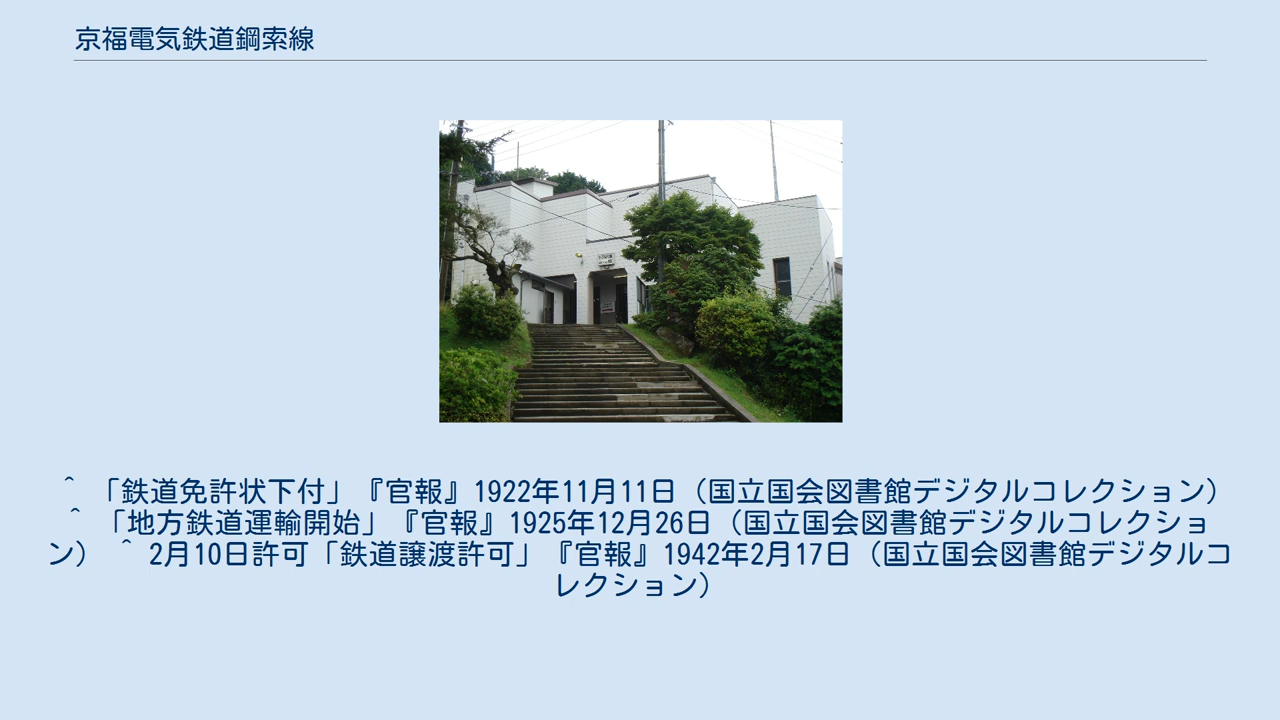 京福電気鉄道鋼索線
^ 「鉄道免許状下付」『官報』1922年11月11日（国立国会図書館デジタルコレクション）
^ 「地方鉄道運輸開始」『官報』1925年12月26日（国立国会図書館デジタルコレクショ
ン） ^ 2月10日許可「鉄道譲渡許可」『官報』1942年2月17日（国立国会図書館デジタルコ
レクション）